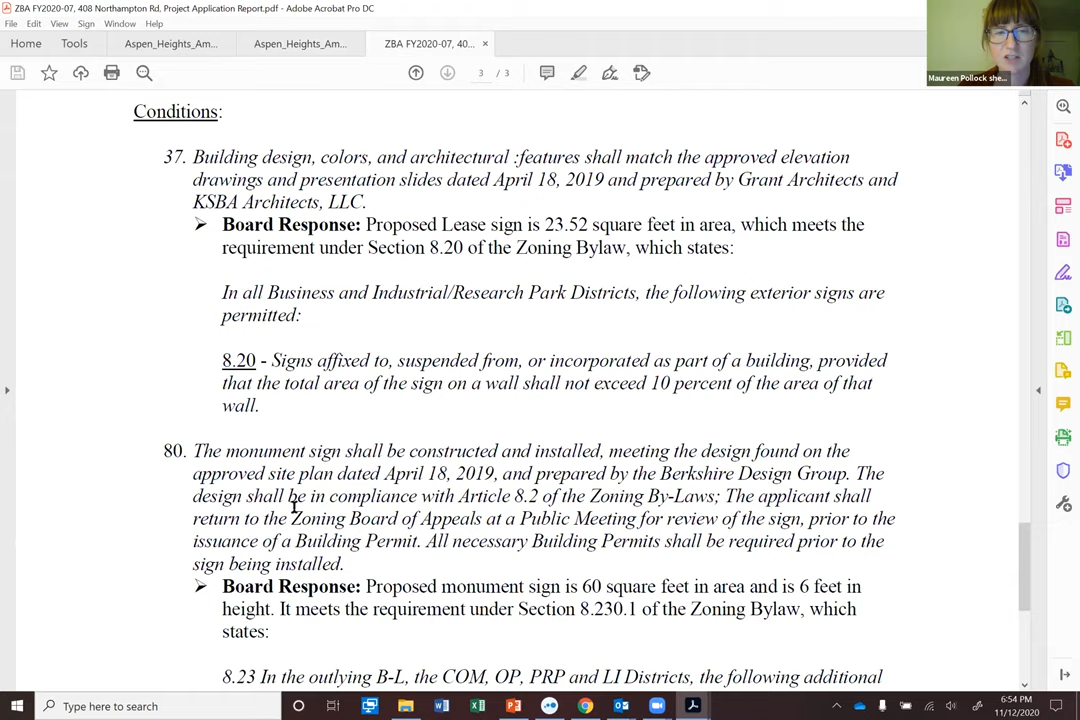 ZBA FY2020-07, 408 Northampton Rd, Project Application Report.pdf - Adobe Acrobat Pro DC
File Edit View Sign Window Help
Home Tools Aspen_Heights_Am... Aspen_Heights_Am... ZBA FY2020-07, 40... ×
3 / 3
Maureen Pollock she...
Conditions:
37. Building design, colors, and architectural :features shall match the approved elevation
drawings and presentation slides dated April 18, 2019 and prepared by Grant Architects and
KSBA Architects, LLC.
➢ Board Response: Proposed Lease sign is 23.52 square feet in area, which meets the
requirement under Section 8.20 of the Zoning Bylaw, which states:
In all Business and Industrial/Research Park Districts, the following exterior signs are
permitted:
8.20 - Signs affixed to, suspended from, or incorporated as part of a building, provided
that the total area of the sign on a wall shall not exceed 10 percent of the area of that
wall.
80. The monument sign shall be constructed and installed, meeting the design found on the
approved site plan dated April 18, 2019, and prepared by the Berkshire Design Group. The
design shall be in compliance with Article 8.2 of the Zoning By-Laws; The applicant shall
return to the Zoning Board of Appeals at a Public Meeting for review of the sign, prior to the
issuance of a Building Permit. All necessary Building Permits shall be required prior to the
sign being installed.
➢ Board Response: Proposed monument sign is 60 square feet in area and is 6 feet in
height. It meets the requirement under Section 8.230.1 of the Zoning Bylaw, which
states:
8.23 In the outlying B-L, the COM, OP, PRP and LI Districts, the following additional
Type here to search
6:54 PM
11/12/2020